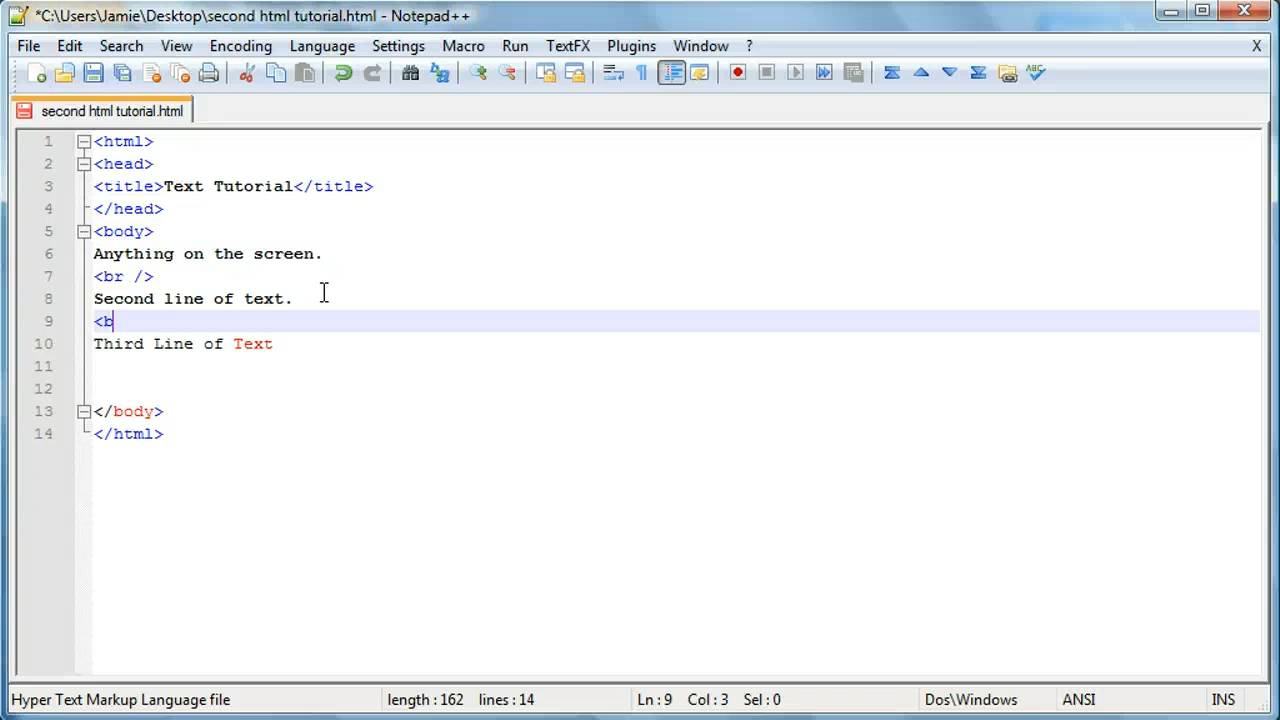 *C:\Users\Jamie\Desktop\second html tutorial.html - Notepad++
File Edit Search View Encoding Language Settings Macro Run TextFX Plugins Window ? X
second html tutorial.html
1 <html>
2 <head>
3 <title>Text Tutorial</title>
4 </head>
5 <body>
6 Anything on the screen.
7 <br />
8 Second line of text.
9 <b
10 Third Line of Text
11
12
13 </body>
14 </html>
Hyper Text Markup Language file length : 162 lines : 14 Ln : 9 Col : 3 Sel : 0 Dos\Windows ANSI INS